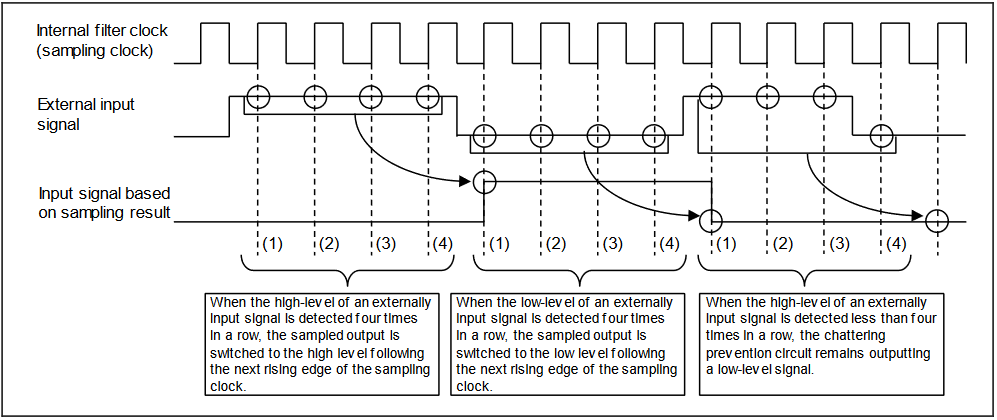 Internal filter clock
(sampling clock)
External input
signal
Input signal based
on sampling result
(1) (2) (3) (4) (1) (2) (3) (4) (1) (2) (3) (4)
When the high-level of an externally
input signal is detected four times
in a row, the sampled output is
switched to the high level following
the next rising edge of the sampling
clock.
When the low-level of an externally
input signal is detected four times
in a row, the sampled output is
switched to the low level following
the next rising edge of the sampling
clock.
When the high-level of an externally
input signal is detected less than four
times in a row, the chattering
prevention circuit remains outputting
a low-level signal.